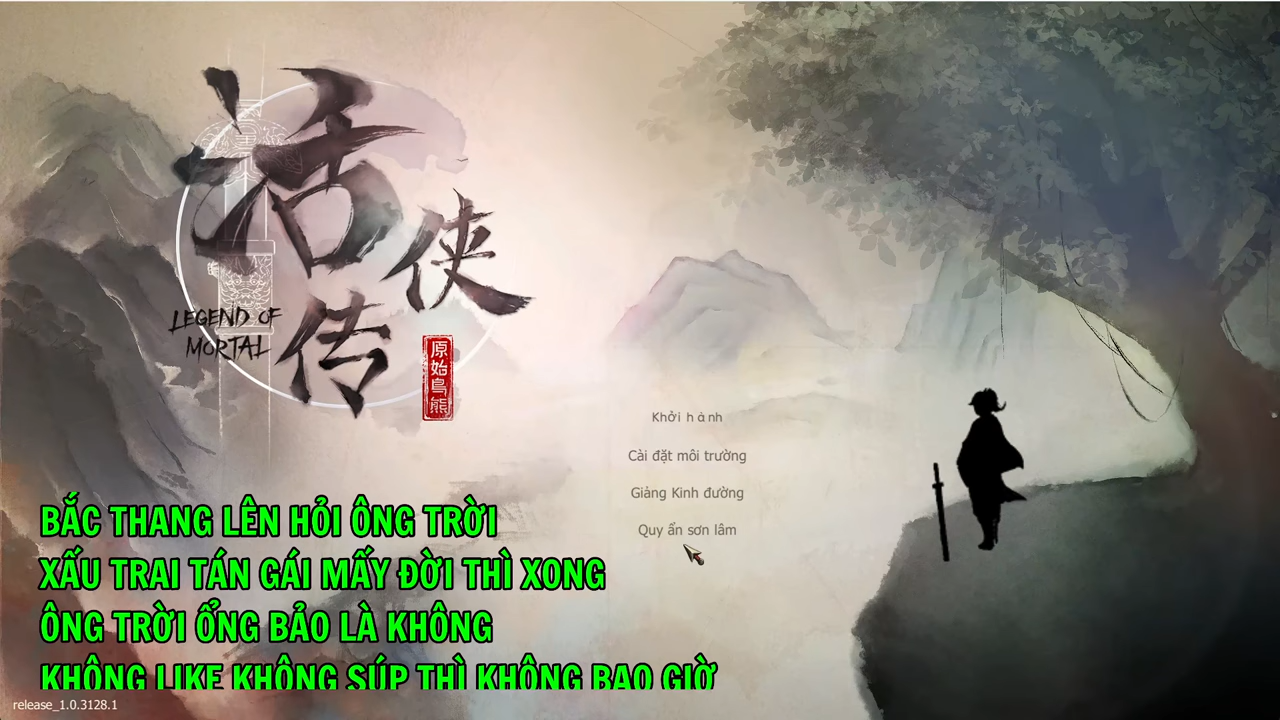 活侠传
LEGEND OF
MORTAL
原始鸟熊
Khởi hành
Cài đặt môi trường
Giảng Kinh đường
Quy ẩn sơn lâm
BẮC THANG LÊN HỎI ÔNG TRỜI
XẤU TRAI TÁN GÁI MẤY ĐỜI THÌ XONG
ÔNG TRỜI ỔNG BẢO LÀ KHÔNG
KHÔNG LIKE KHÔNG SÚP THÌ KHÔNG BAO GIỜ
release_1.0.3128.1